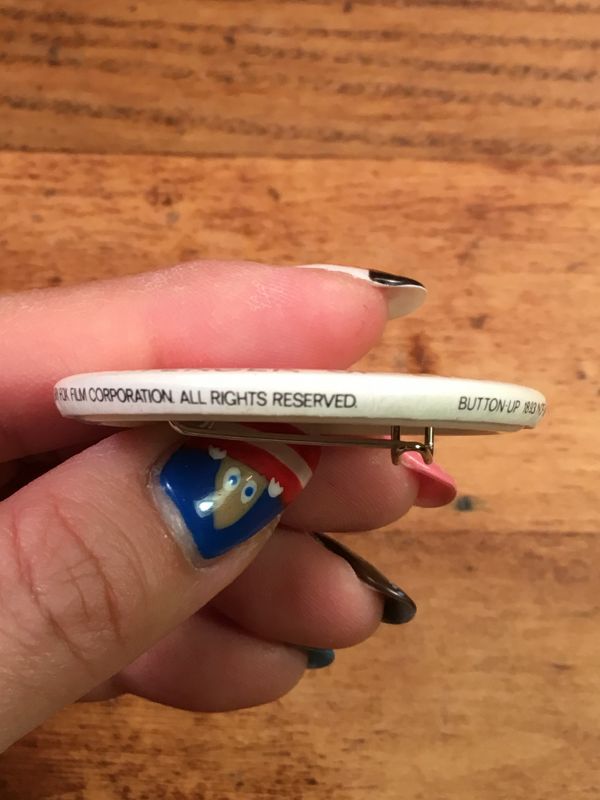 FOX FILM CORPORATION. ALL RIGHTS RESERVED. BUTTON-UP